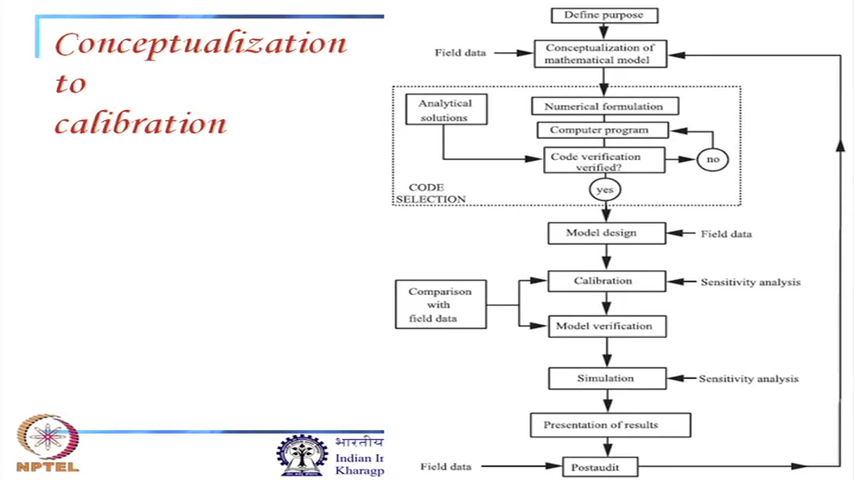 Conceptualization
to
calibration
Define purpose
Field data
Conceptualization of
mathematical model
Analytical
solutions
Numerical formulation
Computer program
Code verification
verified?
no
yes
CODE
SELECTION
Model design
Field data
Calibration
Sensitivity analysis
Comparison
with
field data
Model verification
Simulation
Sensitivity analysis
Presentation of results
Field data
Postaudit
NPTEL
भारतीय
Indian In
Kharagp